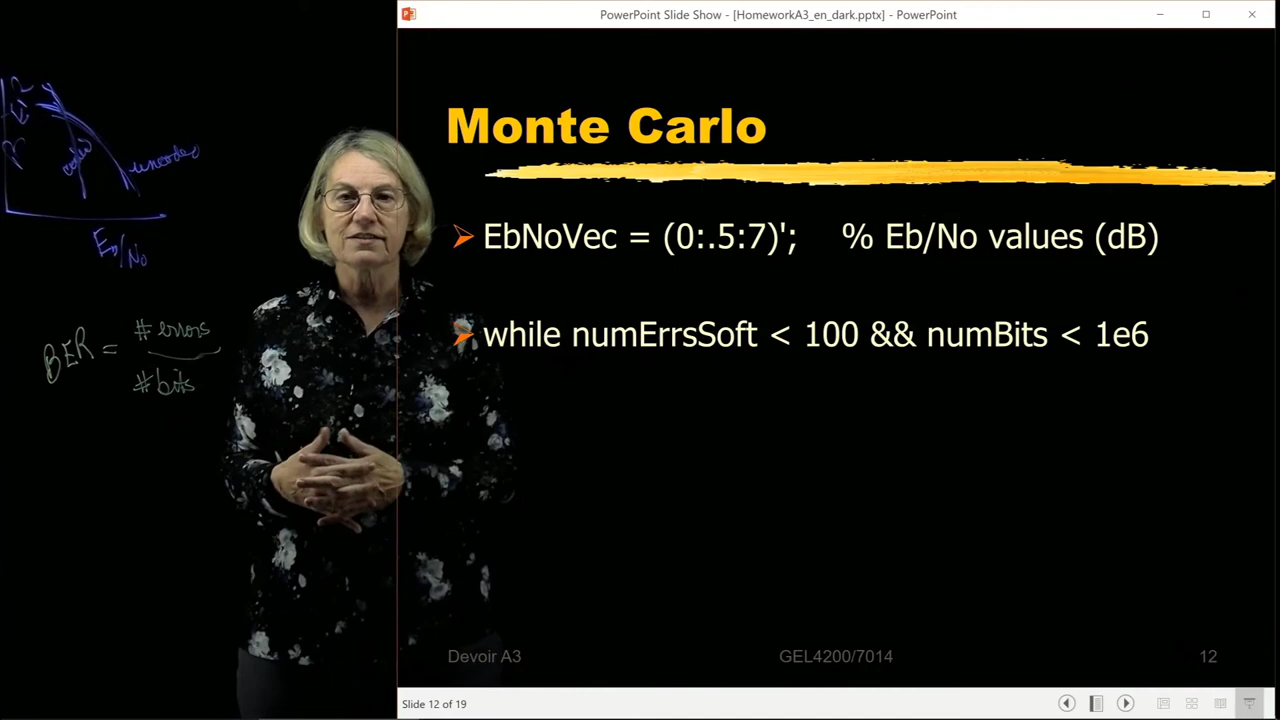 PowerPoint Slide Show - [HomeworkA3_en_dark.pptx] - PowerPoint
Monte Carlo
EbNoVec = (0:.5:7)'; % Eb/No values (dB)
while numErrsSoft < 100 && numBits < 1e6
Devoir A3 GEL4200/7014 12
Slide 12 of 19
uncoded
Eb/No
BER = # errors
# bits